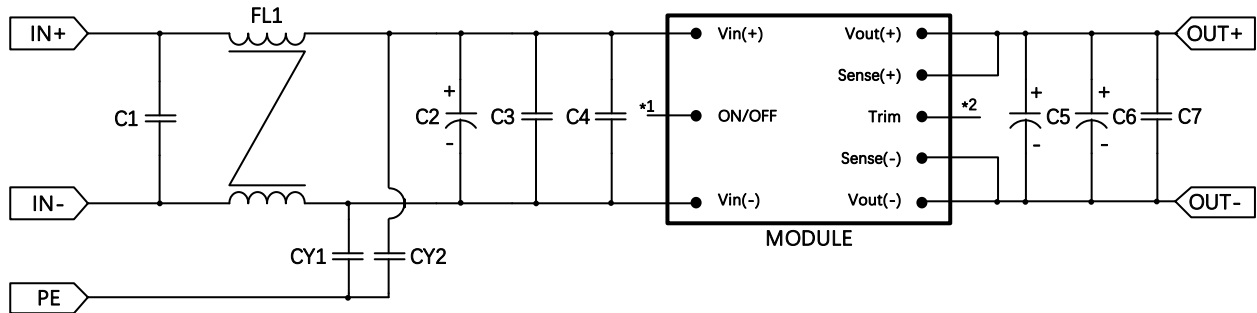 FL1
IN+
Vin(+)
Vout(+)
OUT+
Sense(+)
+
+
+
C1
C2
C3
C4
*1
ON/OFF
Trim
*2
C5
C6
C7
-
-
-
Sense(-)
IN-
Vin(-)
Vout(-)
OUT-
MODULE
CY1
CY2
PE